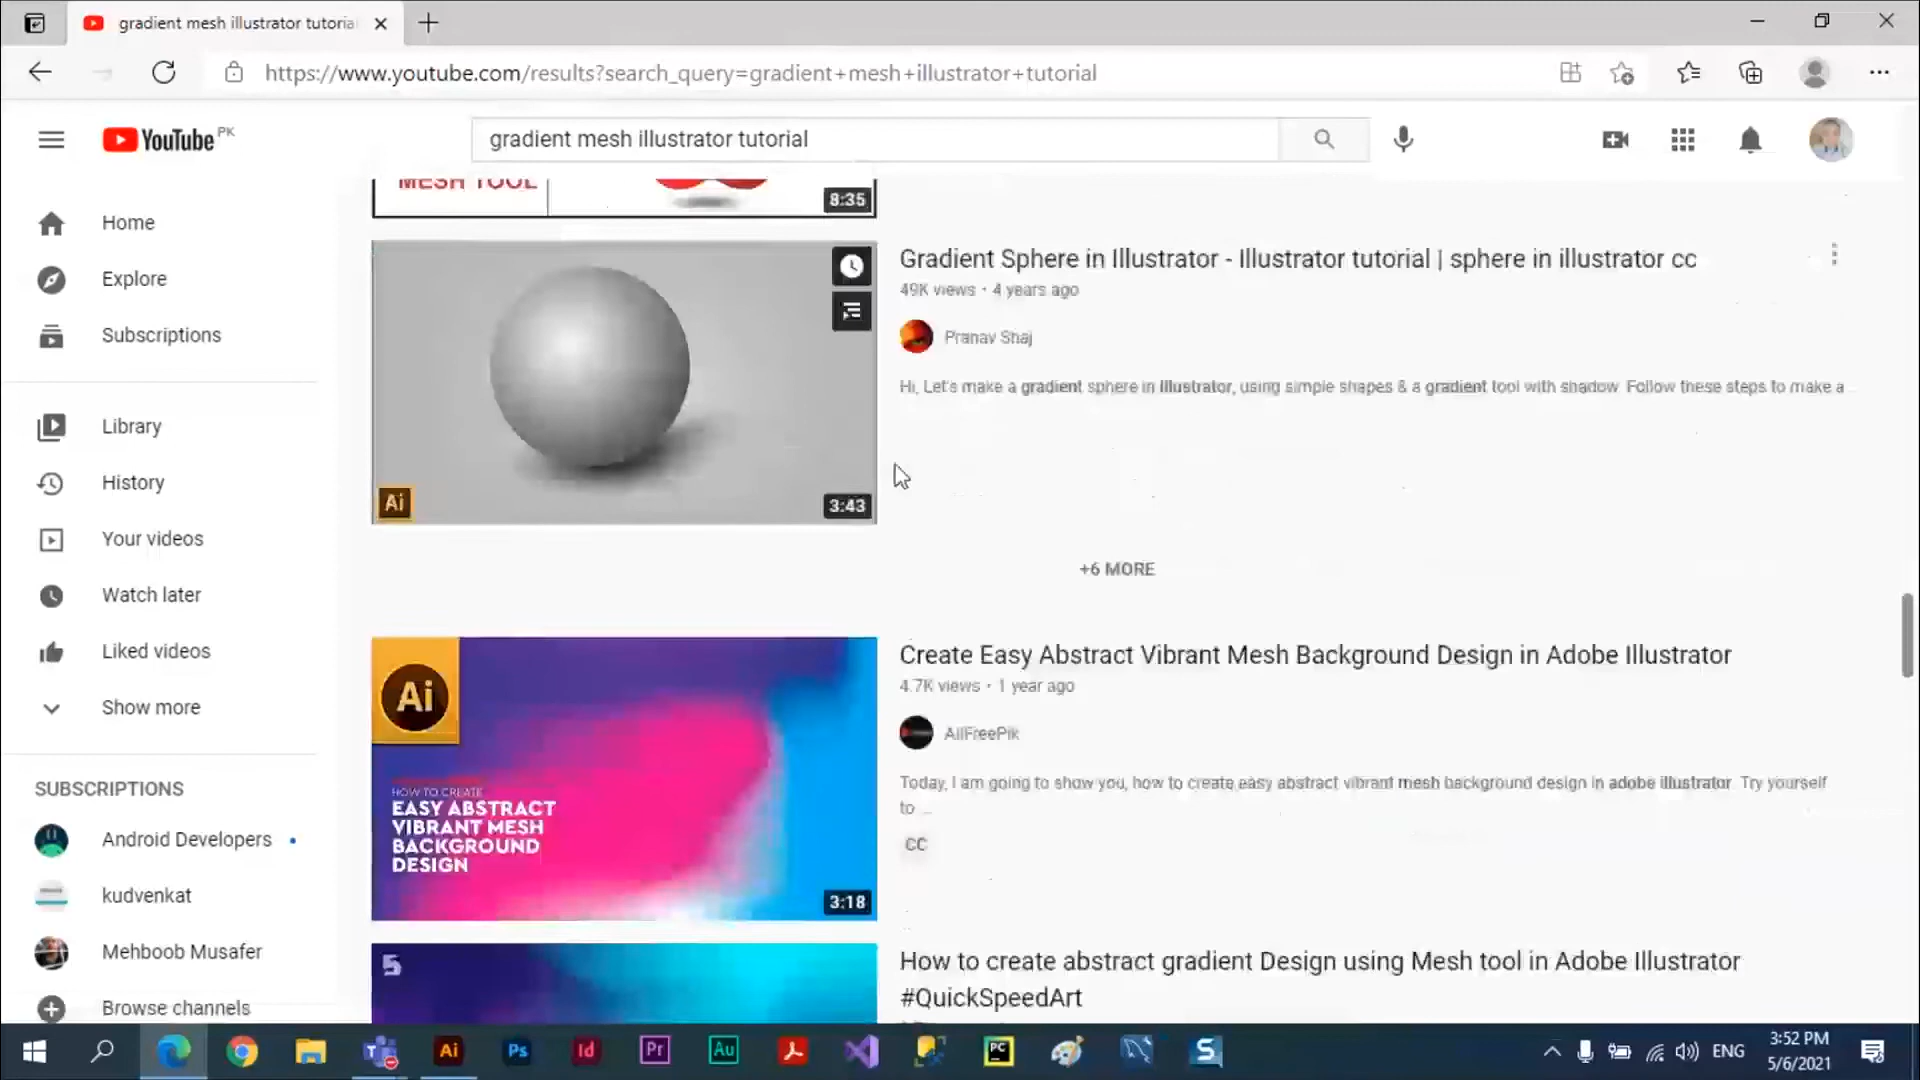 gradient mesh illustrator tutoria
https://www.youtube.com/results?search_query=gradient+mesh+illustrator+tutorial
YouTube PK
gradient mesh illustrator tutorial
Home
Explore
Subscriptions
Library
History
Your videos
Watch later
Liked videos
Show more
SUBSCRIPTIONS
Android Developers
kudvenkat
Mehboob Musafer
Browse channels
MESH TOOL
8:35
Ai
3:43
Gradient Sphere in Illustrator - Illustrator tutorial | sphere in illustrator cc
49K views • 4 years ago
Pranav Shaj
Hi, Let's make a gradient sphere in illustrator, using simple shapes & a gradient tool with shadow. Follow these steps to make a
+6 MORE
Ai
HOW TO CREATE
EASY ABSTRACT
VIBRANT MESH
BACKGROUND
DESIGN
3:18
Create Easy Abstract Vibrant Mesh Background Design in Adobe Illustrator
4.7K views • 1 year ago
AllFreePik
Today, I am going to show you, how to create easy abstract vibrant mesh background design in adobe illustrator. Try yourself
to ...
CC
5
How to create abstract gradient Design using Mesh tool in Adobe Illustrator
#QuickSpeedArt
Ai
Ps
Id
Pr
Au
PC
S
ENG
3:52 PM
5/6/2021